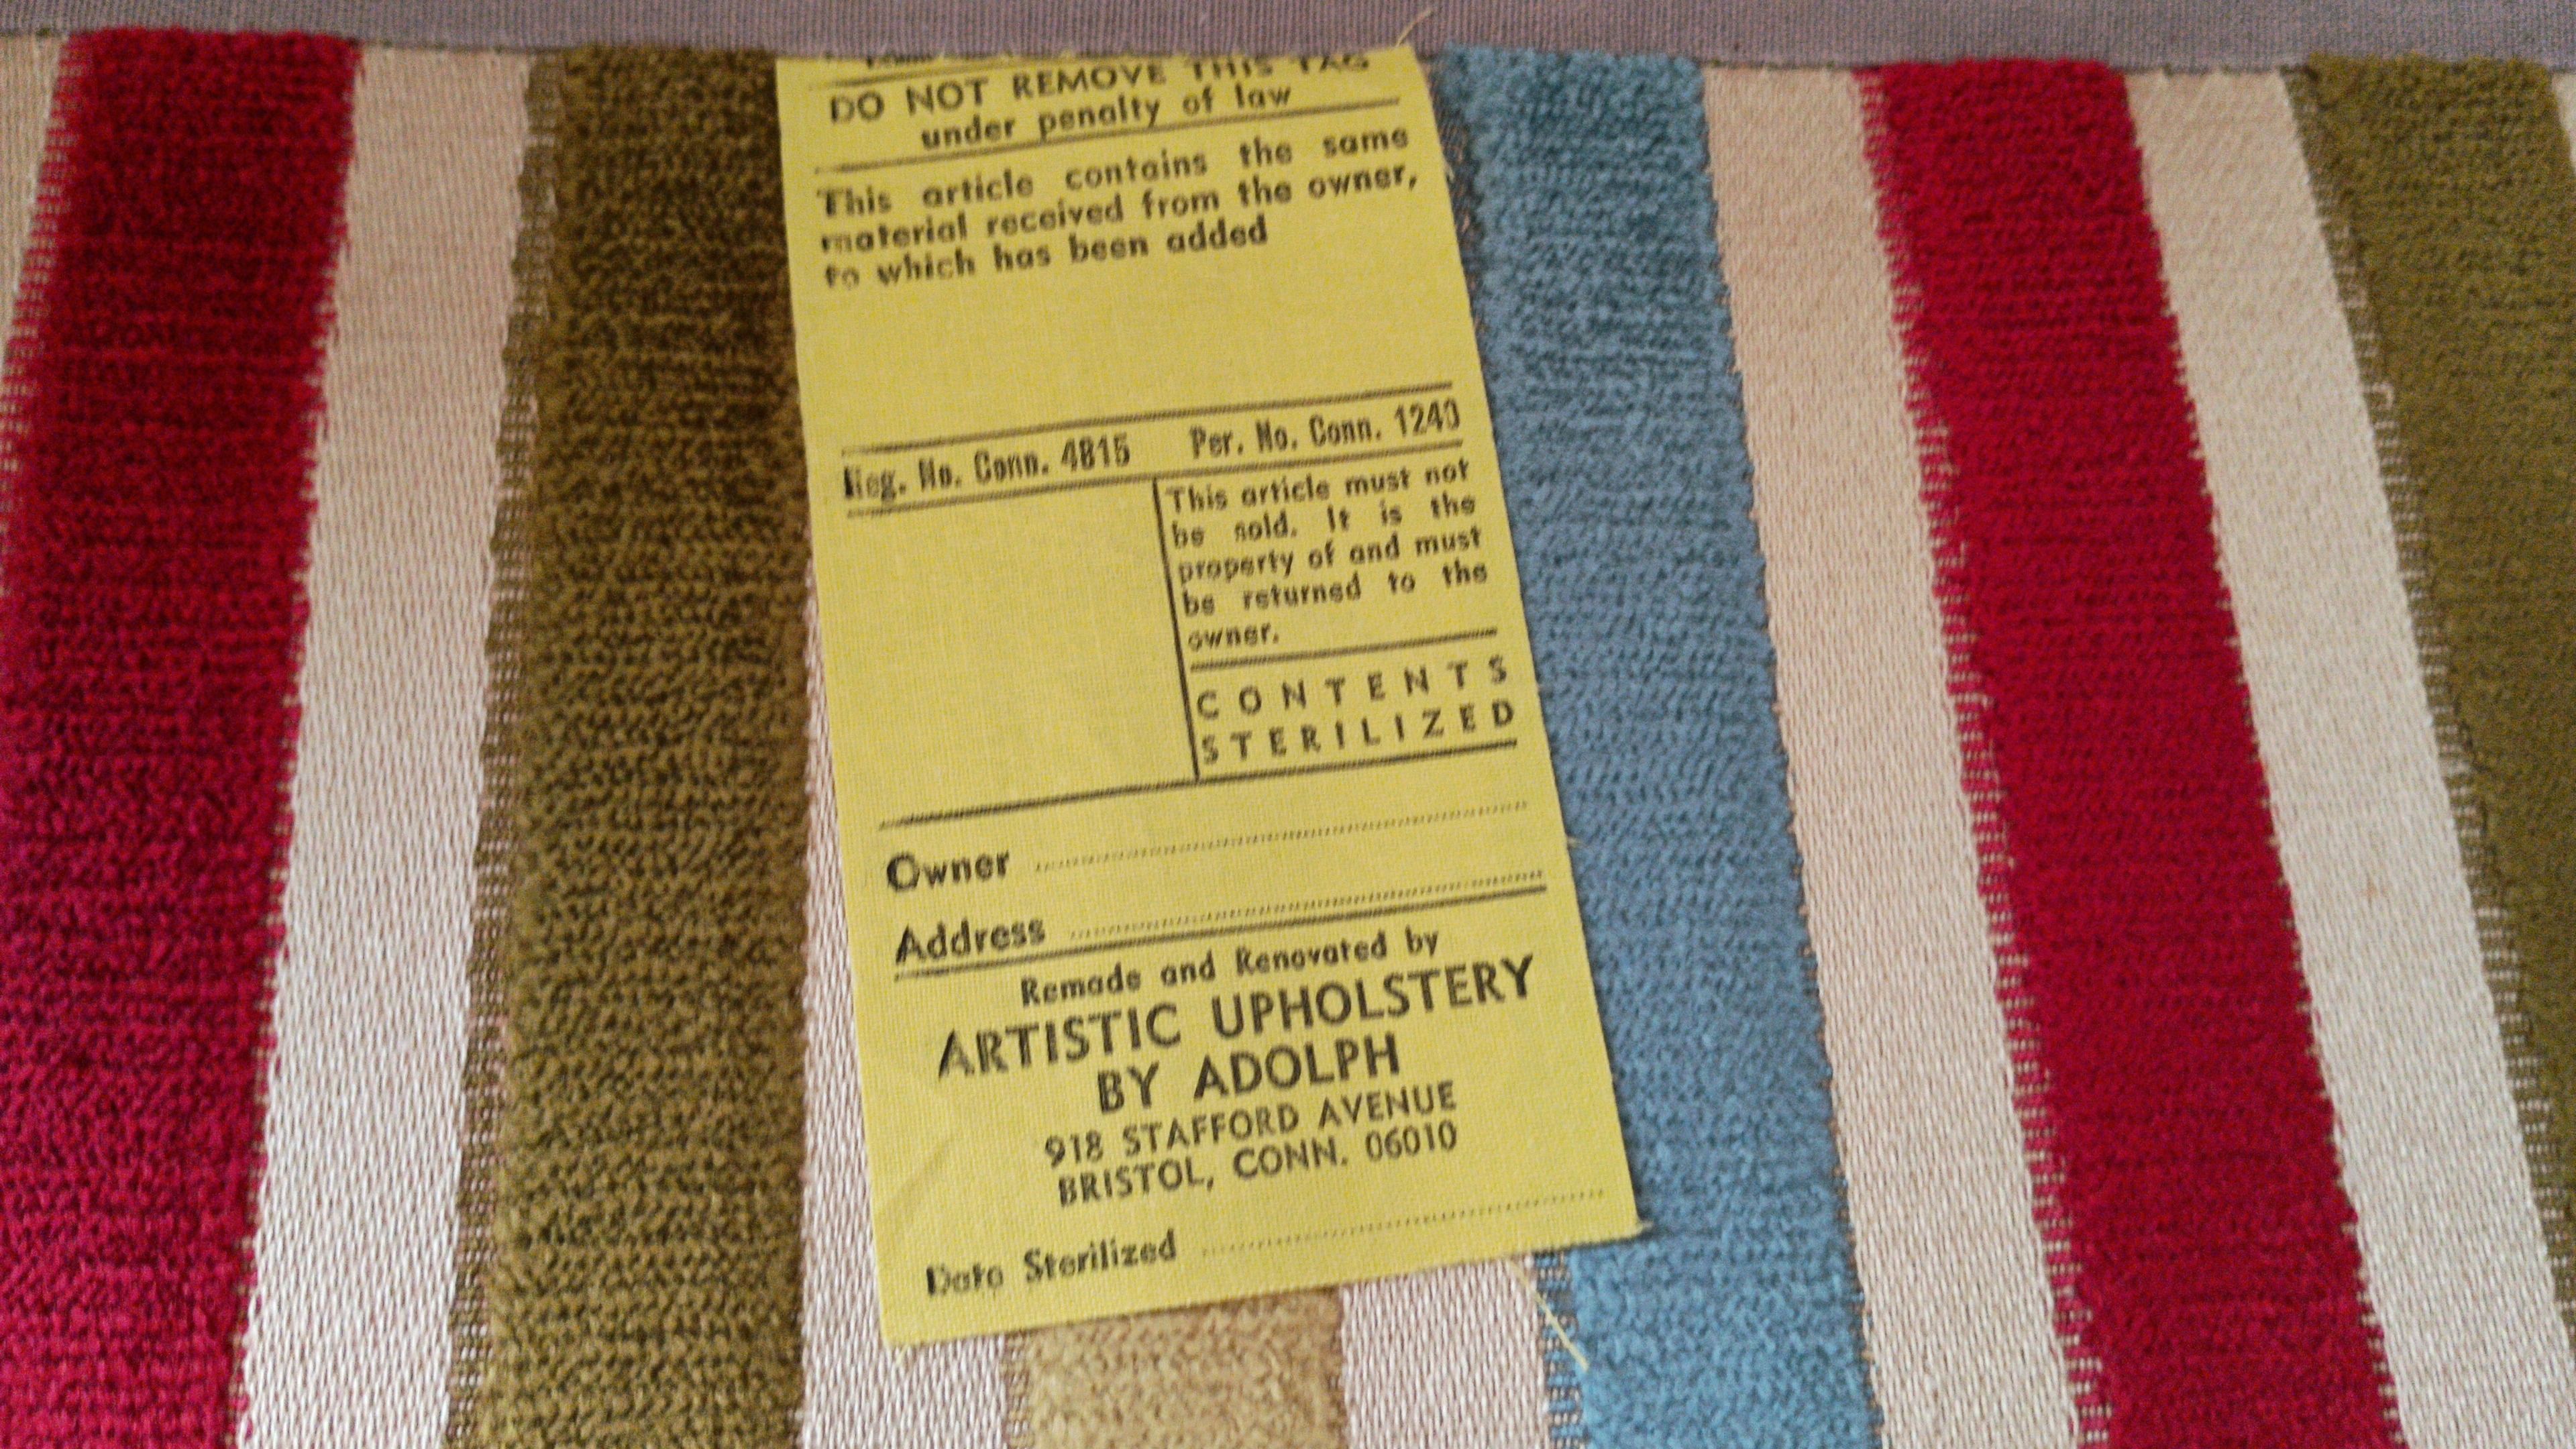 DO NOT REMOVE THIS TAG
under penalty of law
This article contains the same
material received from the owner,
to which has been added
Reg. No. Conn. 4815 Per. No. Conn. 1240
This article must not
be sold. It is the
property of and must
be returned to the
owner.
CONTENTS
STERILIZED
Owner
Address
Remade and Renovated by
ARTISTIC UPHOLSTERY
BY ADOLPH
918 STAFFORD AVENUE
BRISTOL, CONN. 06010
Date Sterilized